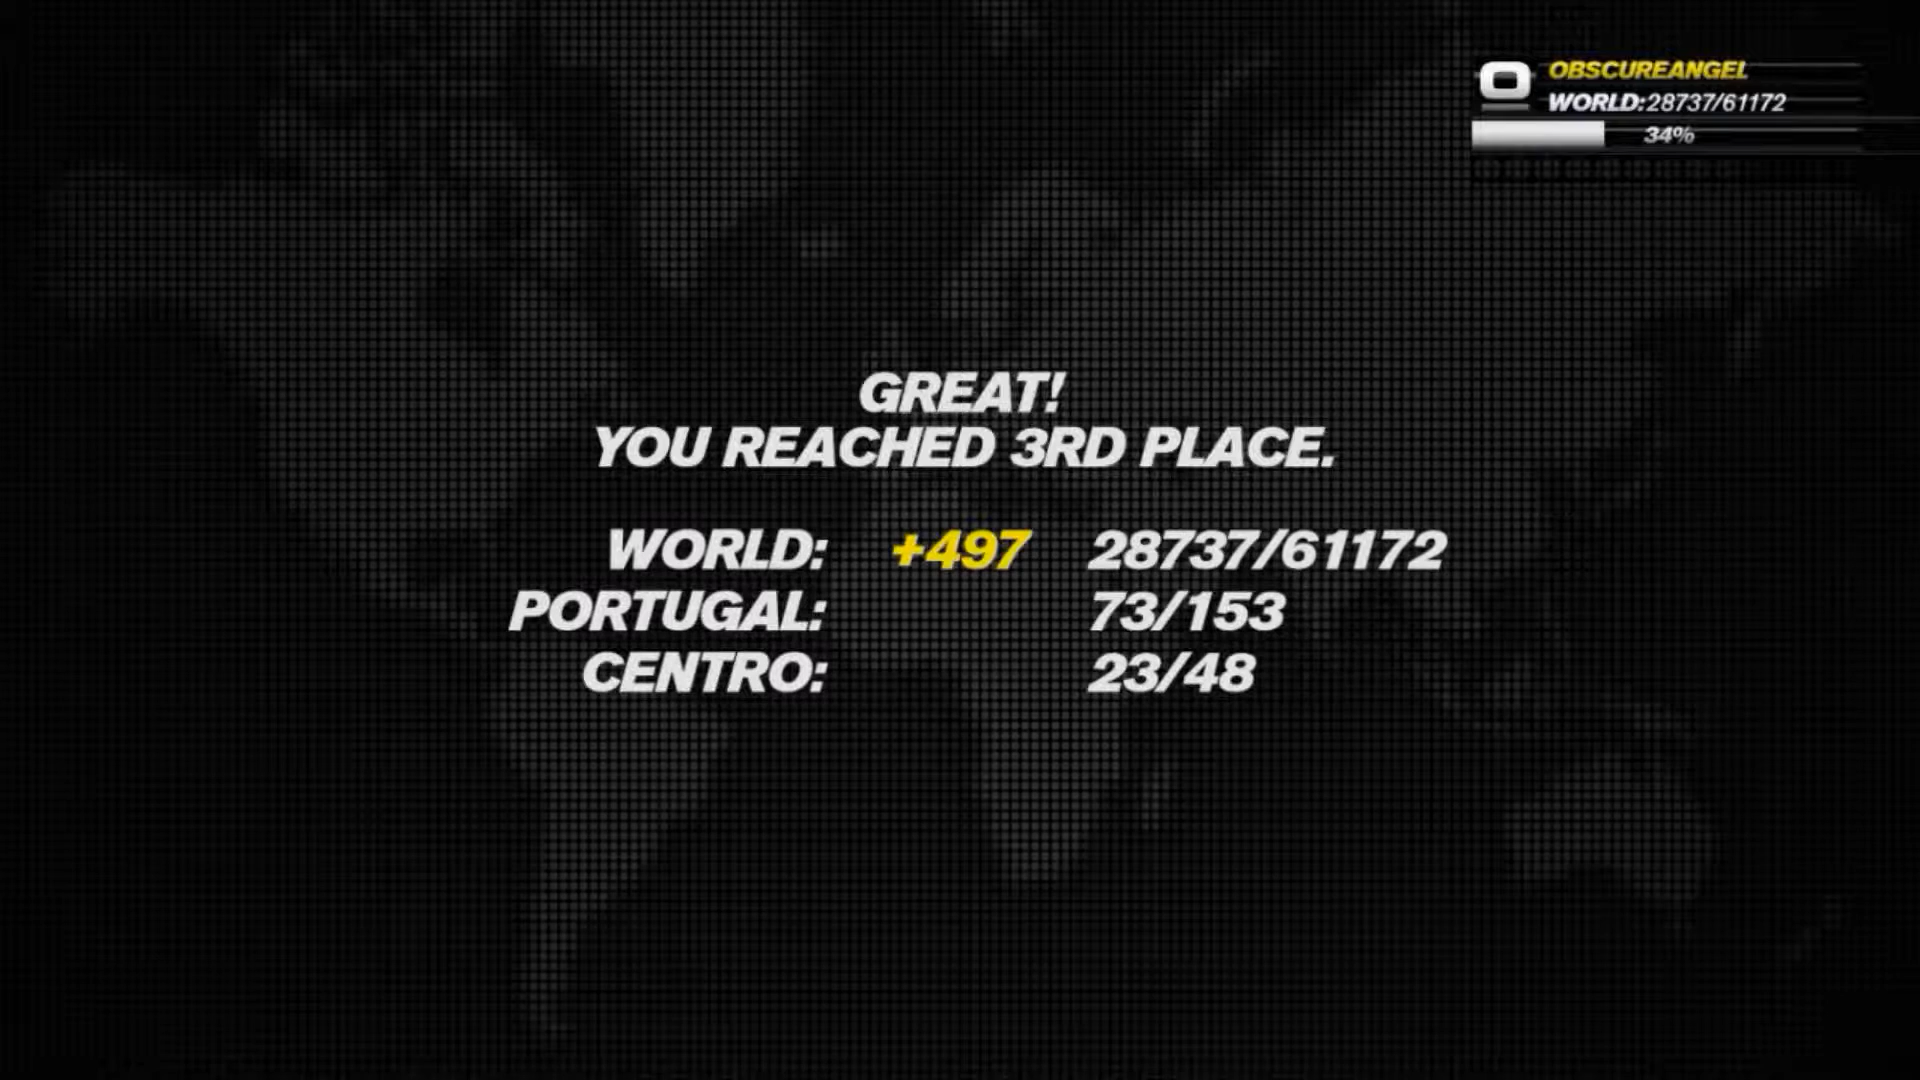 OBSCUREANGEL
WORLD:28737/61172
34%
GREAT!
YOU REACHED 3RD PLACE.
WORLD: +497 28737/61172
PORTUGAL: 73/153
CENTRO: 23/48